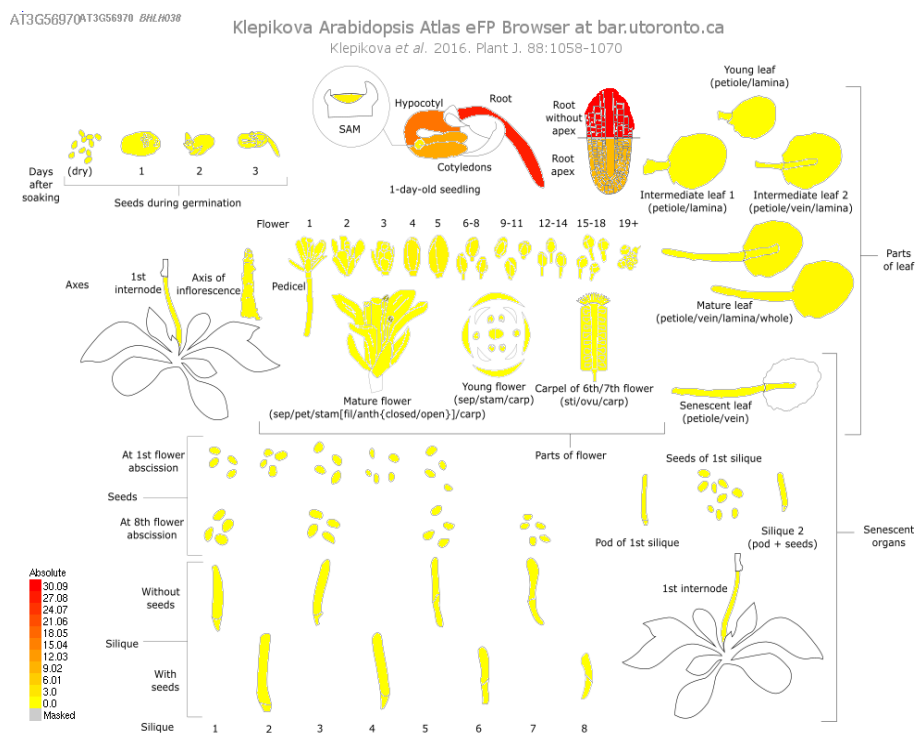 AT3G56970 AT3G56970 BHLH038
Klepikova Arabidopsis Atlas eFP Browser at bar.utoronto.ca
Klepikova et al. 2016. Plant J. 88:1058-1070
SAM
Hypocotyl
Root
Cotyledons
1-day-old seedling
Root
without
apex
Root
apex
Young leaf
(petiole/lamina)
Intermediate leaf 1
(petiole/lamina)
Intermediate leaf 2
(petiole/vein/lamina)
Days
after
soaking
(dry)
1
2
3
Seeds during germination
Flower
1
2
3
4
5
6-8
9-11
12-14
15-18
19+
Pedicel
Axes
1st
internode
Axis of
inflorescence
Mature leaf
(petiole/vein/lamina/whole)
Parts
of leaf
Mature flower
(sep/pet/stam[fil/anth{closed/open}]/carp)
Young flower
(sep/stam/carp)
Carpel of 6th/7th flower
(sti/ovu/carp)
Senescent leaf
(petiole/vein)
Parts of flower
At 1st flower
abscission
Seeds
At 8th flower
abscission
Seeds of 1st silique
Pod of 1st silique
Silique 2
(pod + seeds)
Senescent
organs
1st internode
Without
seeds
Silique
With
seeds
Silique
1
2
3
4
5
6
7
8
Absolute
30.09
27.08
24.07
21.06
18.05
15.04
12.03
9.02
6.01
3.0
0.0
Masked